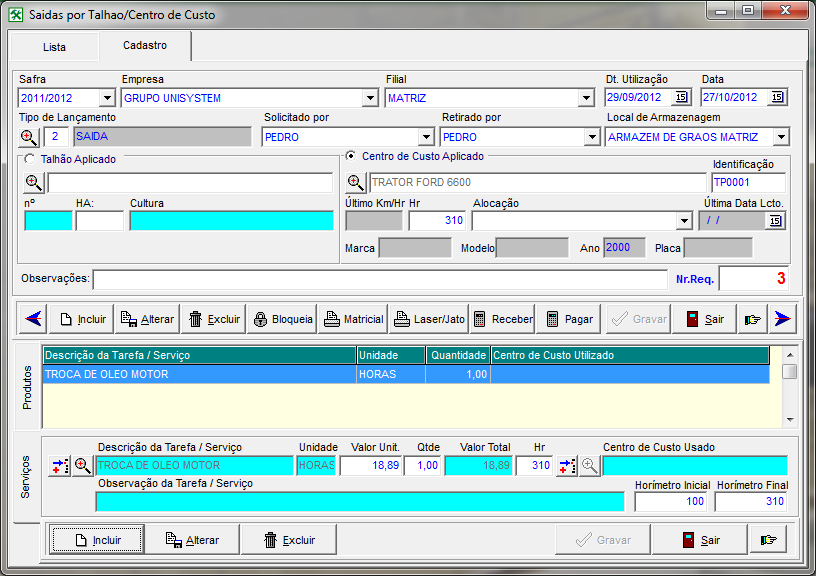 Saidas por Talhao/Centro de Custo
Lista Cadastro
Safra Empresa Filial Dt. Utilização Data
2011/2012 GRUPO UNISYSTEM MATRIZ 29/09/2012 15 27/10/2012 15
Tipo de Lançamento Solicitado por Retirado por Local de Armazenagem
2 SAIDA PEDRO PEDRO ARMAZEM DE GRAOS MATRIZ
Talhão Aplicado Centro de Custo Aplicado Identificação
TRATOR FORD 6600 TP0001
nº HA: Cultura Último Km/Hr Hr Alocação Última Data Lcto.
310 / / 15
Marca Modelo Ano 2000 Placa
Observações: Nr.Req. 3
Incluir Alterar Excluir Bloqueia Matricial Laser/Jato Receber Pagar Gravar Sair
Produtos
Descrição da Tarefa / Serviço Unidade Quantidade Centro de Custo Utilizado
TROCA DE OLEO MOTOR HORAS 1,00
Serviços
Descrição da Tarefa / Serviço Unidade Valor Unit. Qtde Valor Total Hr Centro de Custo Usado
TROCA DE OLEO MOTOR HORAS 18,89 1,00 18,89 310
Observação da Tarefa / Serviço Horímetro Inicial Horímetro Final
100 310
Incluir Alterar Excluir Gravar Sair